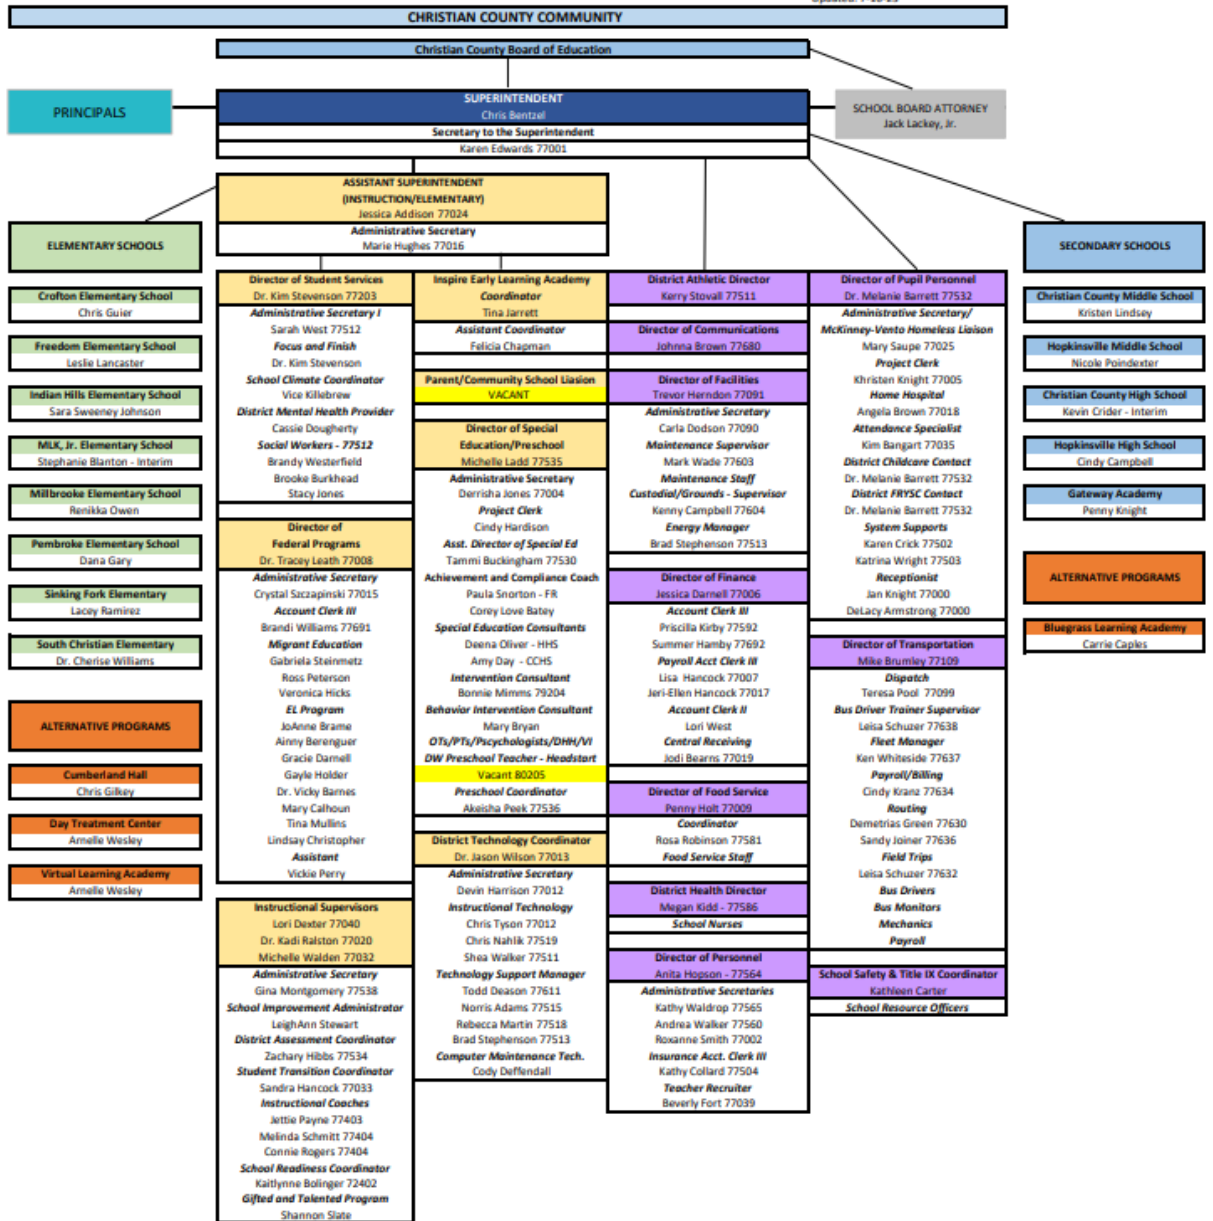 CHRISTIAN COUNTY COMMUNITY
Christian County Board of Education
PRINCIPALS
SUPERINTENDENT
Chris Bentzel
Secretary to the Superintendent
Karen Edwards 77001
SCHOOL BOARD ATTORNEY
Jack Lackey, Jr.
ASSISTANT SUPERINTENDENT
(INSTRUCTION/ELEMENTARY)
Jessica Addison 77024
Administrative Secretary
Marie Hughes 77016
ELEMENTARY SCHOOLS
Crofton Elementary School
Chris Guier
Freedom Elementary School
Leslie Lancaster
Indian Hills Elementary School
Sara Sweeney Johnson
MLK, Jr. Elementary School
Stephanie Blanton - Interim
Millbrooke Elementary School
Renikka Owen
Pembroke Elementary School
Dana Gary
Sinking Fork Elementary
Lacey Ramirez
South Christian Elementary
Dr. Cherise Williams
ALTERNATIVE PROGRAMS
Cumberland Hall
Chris Gilkey
Day Treatment Center
Arnelle Wesley
Virtual Learning Academy
Arnelle Wesley
Director of Student Services
Dr. Kim Stevenson 77203
Administrative Secretary I
Sarah West 77512
Focus and Finish
Dr. Kim Stevenson
School Climate Coordinator
Vice Killebrew
District Mental Health Provider
Cassie Dougherty
Social Workers - 77512
Brandy Westerfield
Brooke Burkhead
Stacy Jones
Director of
Federal Programs
Dr. Tracey Leath 77008
Administrative Secretary
Crystal Szczapinski 77015
Account Clerk III
Brandi Williams 77691
Migrant Education
Gabriela Steinmetz
Ross Peterson
Veronica Hicks
EL Program
JoAnne Brame
Ainny Berenguer
Gracie Darnell
Gayle Holder
Dr. Vicky Barnes
Mary Calhoun
Tina Mullins
Lindsay Christopher
Assistant
Vickie Perry
Instructional Supervisors
Lori Dexter 77040
Dr. Kadi Ralston 77020
Michelle Walden 77032
Administrative Secretary
Gina Montgomery 77538
School Improvement Administrator
LeighAnn Stewart
District Assessment Coordinator
Zachary Hibbs 77534
Student Transition Coordinator
Sandra Hancock 77033
Instructional Coaches
Jettie Payne 77403
Melinda Schmitt 77404
Connie Rogers 77404
School Readiness Coordinator
Kaitlynne Bolinger 72402
Gifted and Talented Program
Shannon Slate
Inspire Early Learning Academy
Coordinator
Tina Jarrett
Assistant Coordinator
Felicia Chapman
Parent/Community School Liasion
VACANT
Director of Special
Education/Preschool
Michelle Ladd 77535
Administrative Secretary
Derrisha Jones 77004
Project Clerk
Cindy Hardison
Asst. Director of Special Ed
Tammi Buckingham 77530
Achievement and Compliance Coach
Paula Snorton - FR
Corey Love Batey
Special Education Consultants
Deena Oliver - HHS
Amy Day - CCHS
Intervention Consultant
Bonnie Mimms 79204
Behavior Intervention Consultant
Mary Bryan
OTs/PTs/Pscychologists/DHH/VI
DW Preschool Teacher - Headstart
Vacant 80205
Preschool Coordinator
Akeisha Peek 77536
District Technology Coordinator
Dr. Jason Wilson 77013
Administrative Secretary
Devin Harrison 77012
Instructional Technology
Chris Tyson 77012
Chris Nahlik 77519
Shea Walker 77511
Technology Support Manager
Todd Deason 77611
Norris Adams 77515
Rebecca Martin 77518
Brad Stephenson 77513
Computer Maintenance Tech.
Cody Deffendall
District Athletic Director
Kerry Stovall 77511
Director of Communications
Johnna Brown 77680
Director of Facilities
Trevor Herndon 77091
Administrative Secretary
Carla Dodson 77090
Maintenance Supervisor
Mark Wade 77603
Maintenance Staff
Custodial/Grounds - Supervisor
Kenny Campbell 77604
Energy Manager
Brad Stephenson 77513
Director of Finance
Jessica Darnell 77006
Account Clerk III
Priscilla Kirby 77592
Summer Hamby 77692
Payroll Acct Clerk III
Lisa Hancock 77007
Jeri-Ellen Hancock 77017
Account Clerk II
Lori West
Central Receiving
Jodi Bearns 77019
Director of Food Service
Penny Holt 77009
Coordinator
Rosa Robinson 77581
Food Service Staff
District Health Director
Megan Kidd - 77586
School Nurses
Director of Personnel
Anita Hopson - 77564
Administrative Secretaries
Kathy Waldrop 77565
Andrea Walker 77560
Roxanne Smith 77002
Insurance Acct. Clerk III
Kathy Collard 77504
Teacher Recruiter
Beverly Fort 77039
Director of Pupil Personnel
Dr. Melanie Barrett 77532
Administrative Secretary/
McKinney-Vento Homeless Liaison
Mary Saupe 77025
Project Clerk
Khristen Knight 77005
Home Hospital
Angela Brown 77018
Attendance Specialist
Kim Bangart 77035
District Childcare Contact
Dr. Melanie Barrett 77532
District FRYSC Contact
Dr. Melanie Barrett 77532
System Supports
Karen Crick 77502
Katrina Wright 77503
Receptionist
Jan Knight 77000
DeLacy Armstrong 77000
Director of Transportation
Mike Brumley 77109
Dispatch
Teresa Pool 77099
Bus Driver Trainer Supervisor
Leisa Schuzer 77638
Fleet Manager
Ken Whiteside 77637
Payroll/Billing
Cindy Kranz 77634
Routing
Demetrias Green 77630
Sandy Joiner 77636
Field Trips
Leisa Schuzer 77632
Bus Drivers
Bus Monitors
Mechanics
Payroll
School Safety & Title IX Coordinator
Kathleen Carter
School Resource Officers
SECONDARY SCHOOLS
Christian County Middle School
Kristen Lindsey
Hopkinsville Middle School
Nicole Poindexter
Christian County High School
Kevin Crider - Interim
Hopkinsville High School
Cindy Campbell
Gateway Academy
Penny Knight
ALTERNATIVE PROGRAMS
Bluegrass Learning Academy
Carrie Caples